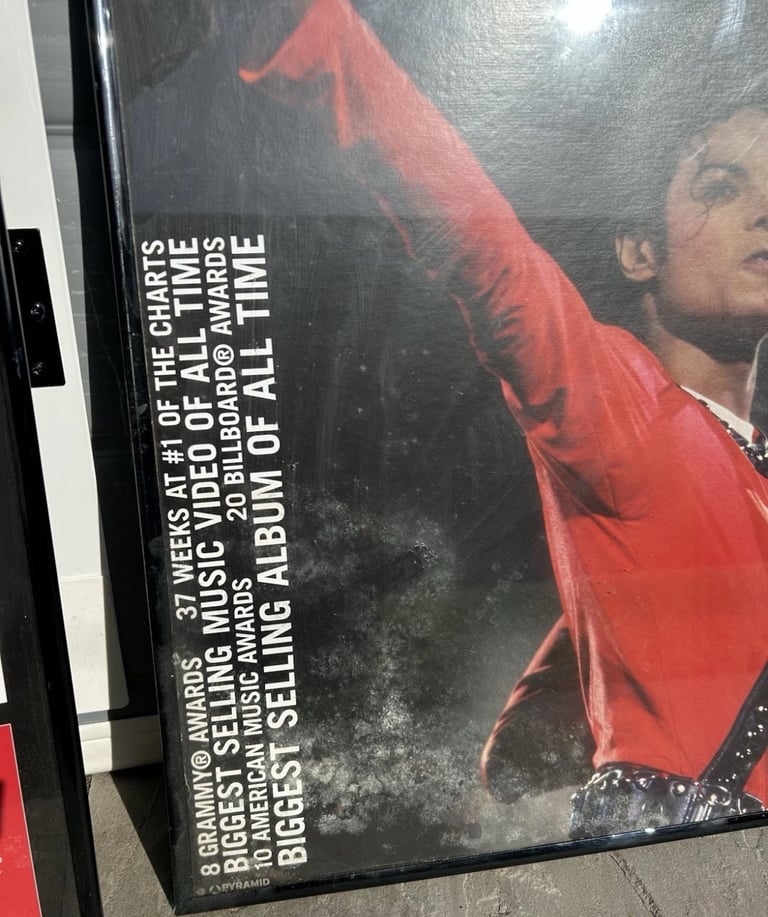 8 GRAMMY® AWARDS 37 WEEKS AT #1 OF THE CHARTS
BIGGEST SELLING MUSIC VIDEO OF ALL TIME
10 AMERICAN MUSIC AWARDS 20 BILLBOARD® AWARDS
BIGGEST SELLING ALBUM OF ALL TIME
PYRAMID